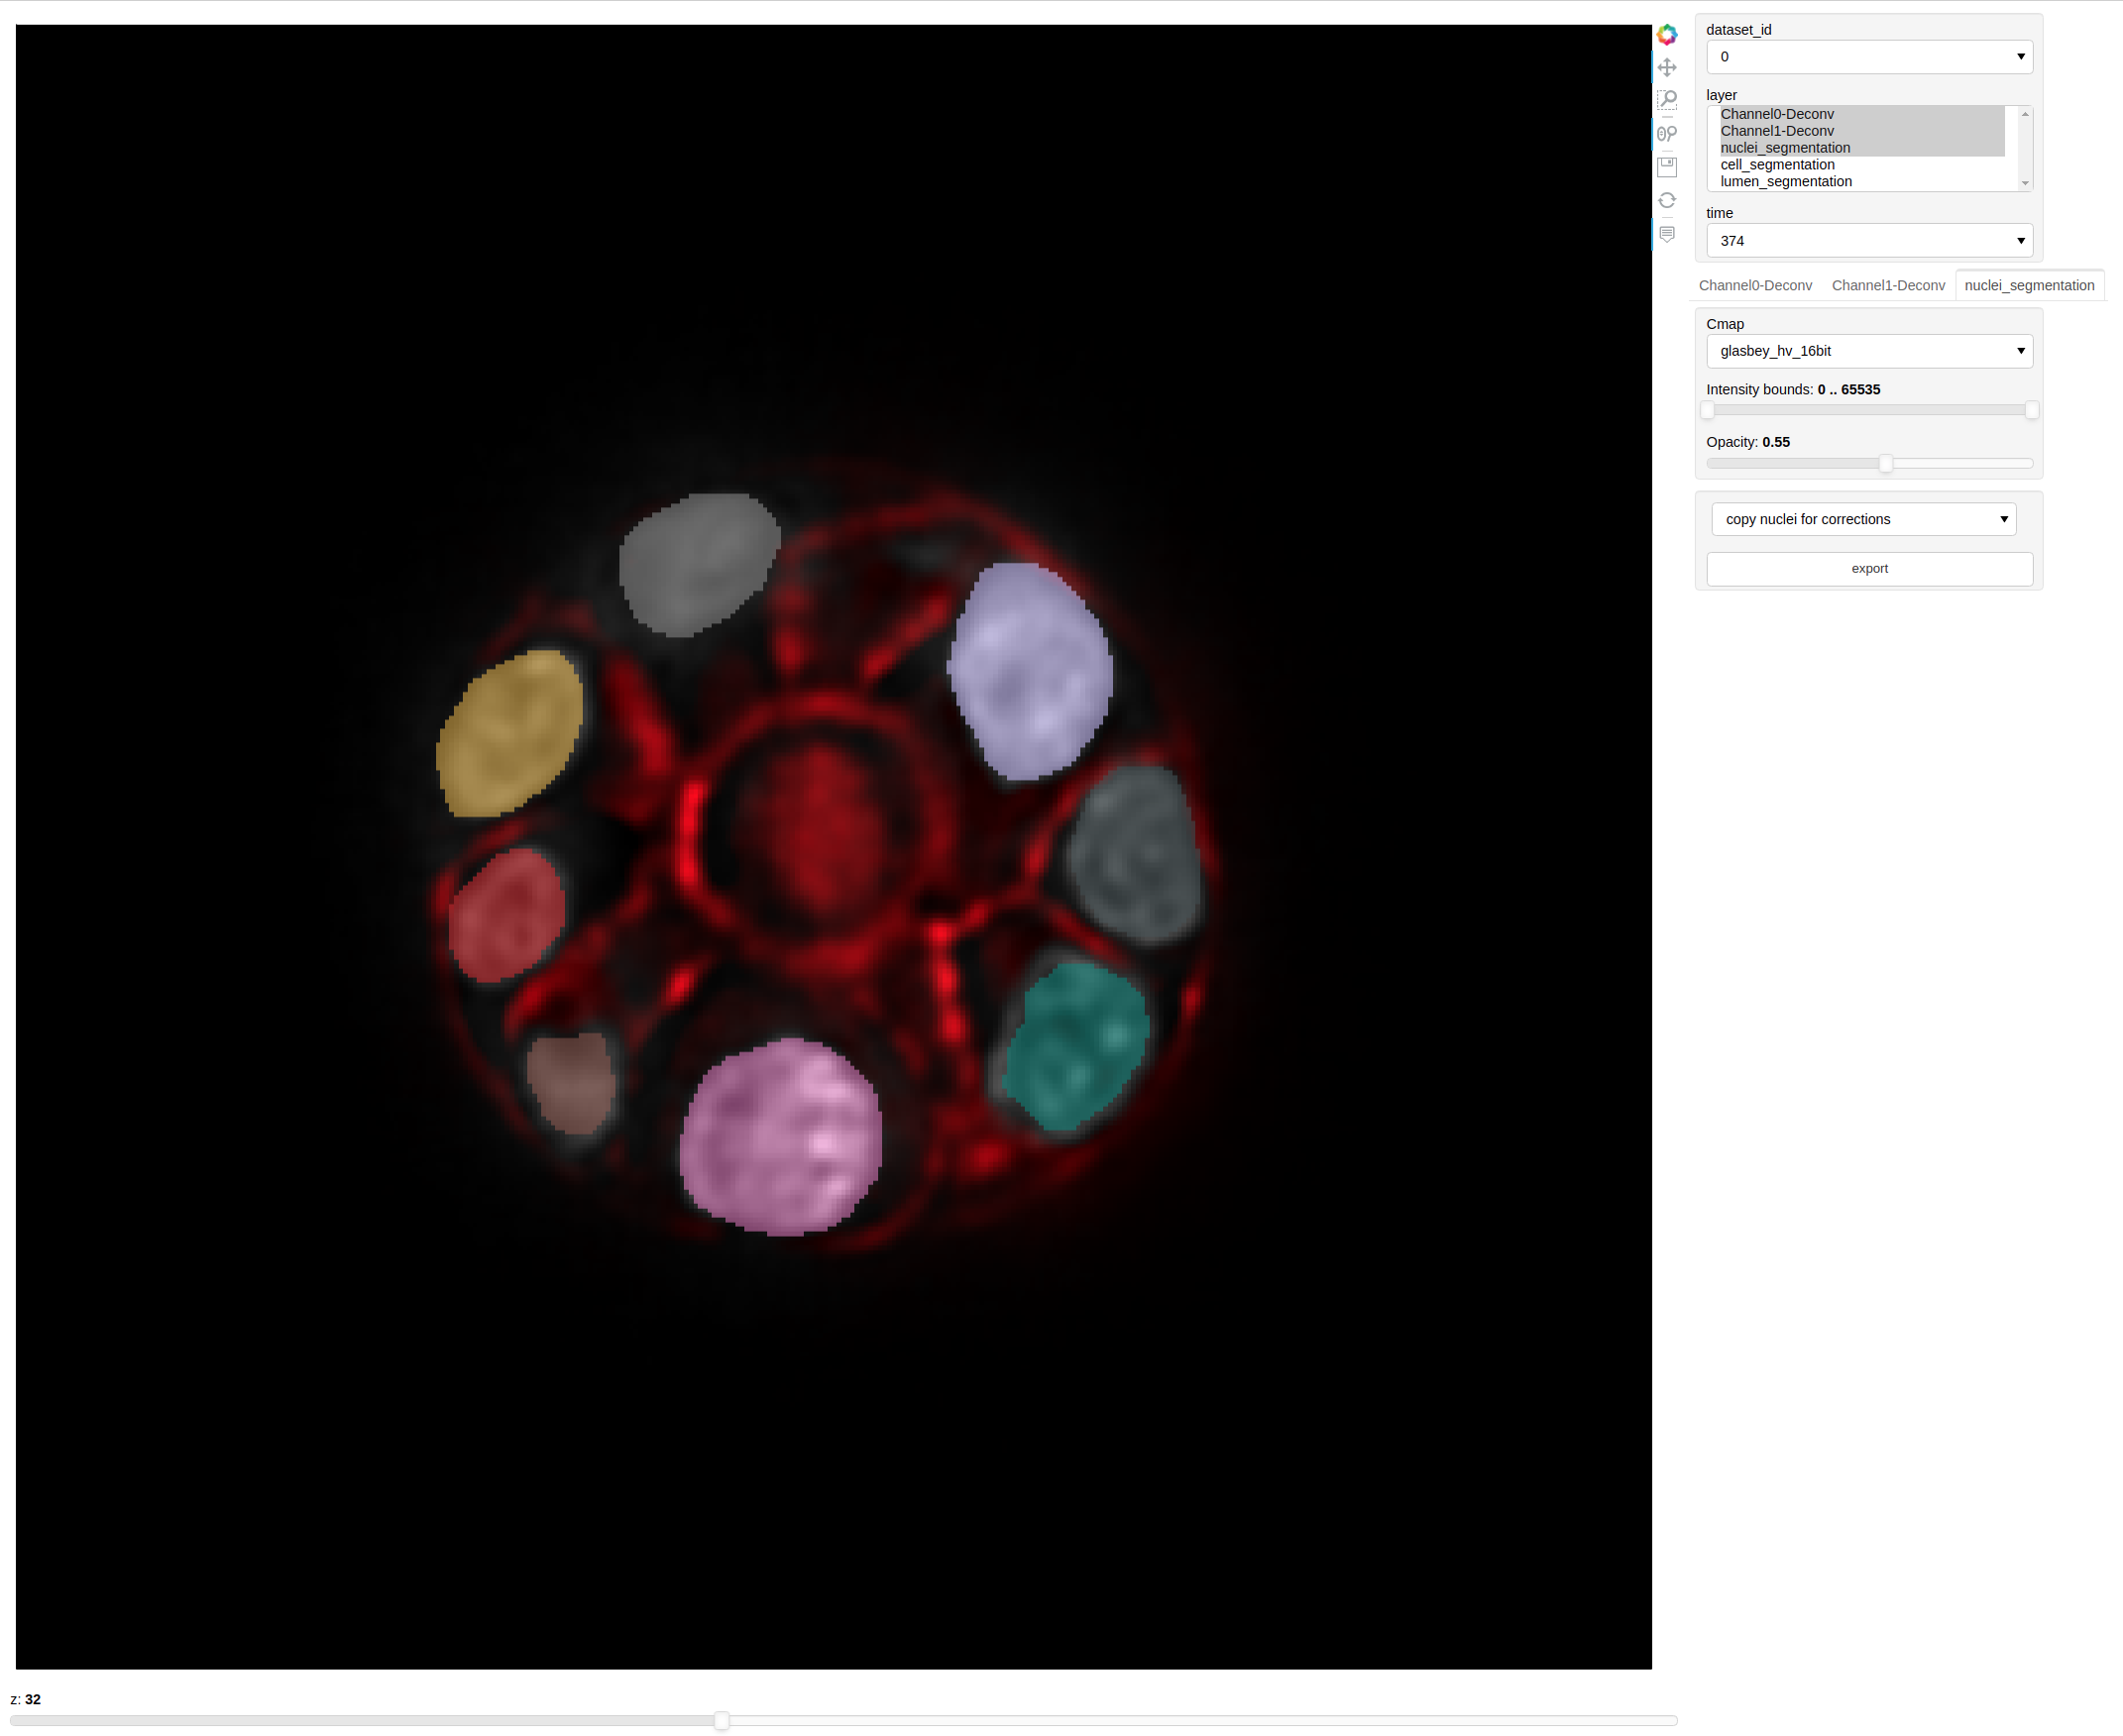 dataset_id
0
layer
Channel0-Deconv
Channel1-Deconv
nuclei_segmentation
cell_segmentation
lumen_segmentation
time
374
Channel0-Deconv Channel1-Deconv nuclei_segmentation
Cmap
glasbey_hv_16bit
Intensity bounds: 0 .. 65535
Opacity: 0.55
copy nuclei for corrections
export
z: 32